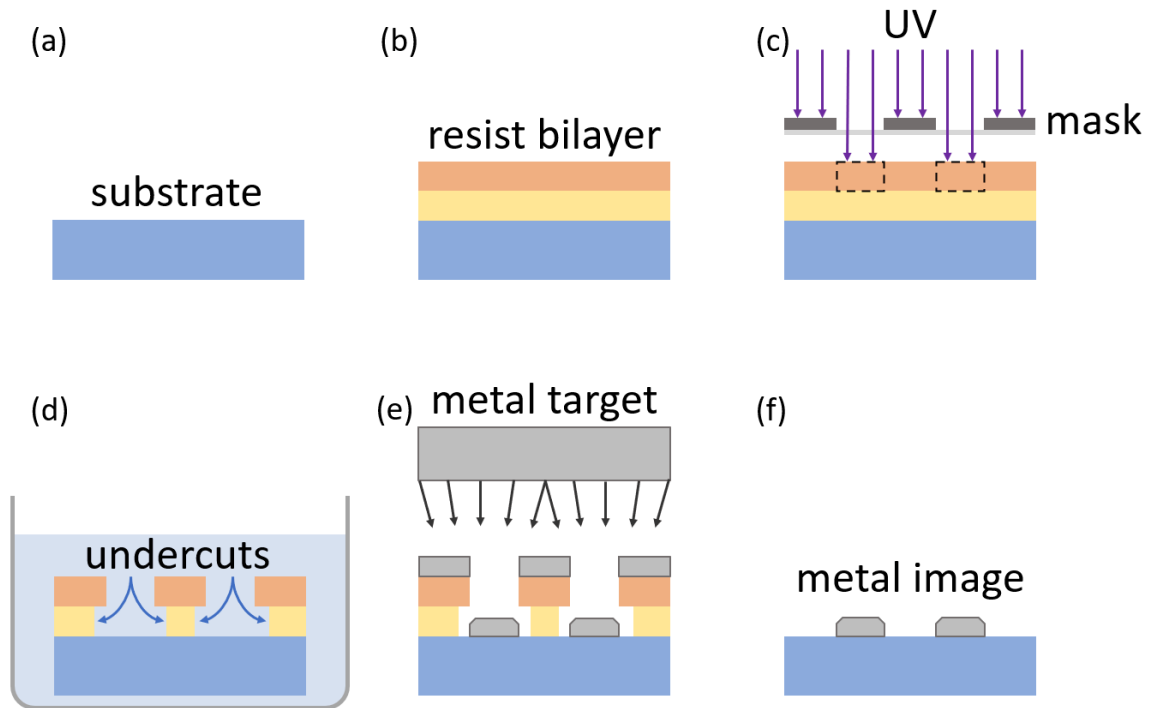 (a)
substrate
(b)
resist bilayer
(c)
UV
mask
(d)
undercuts
(e)
metal target
(f)
metal image